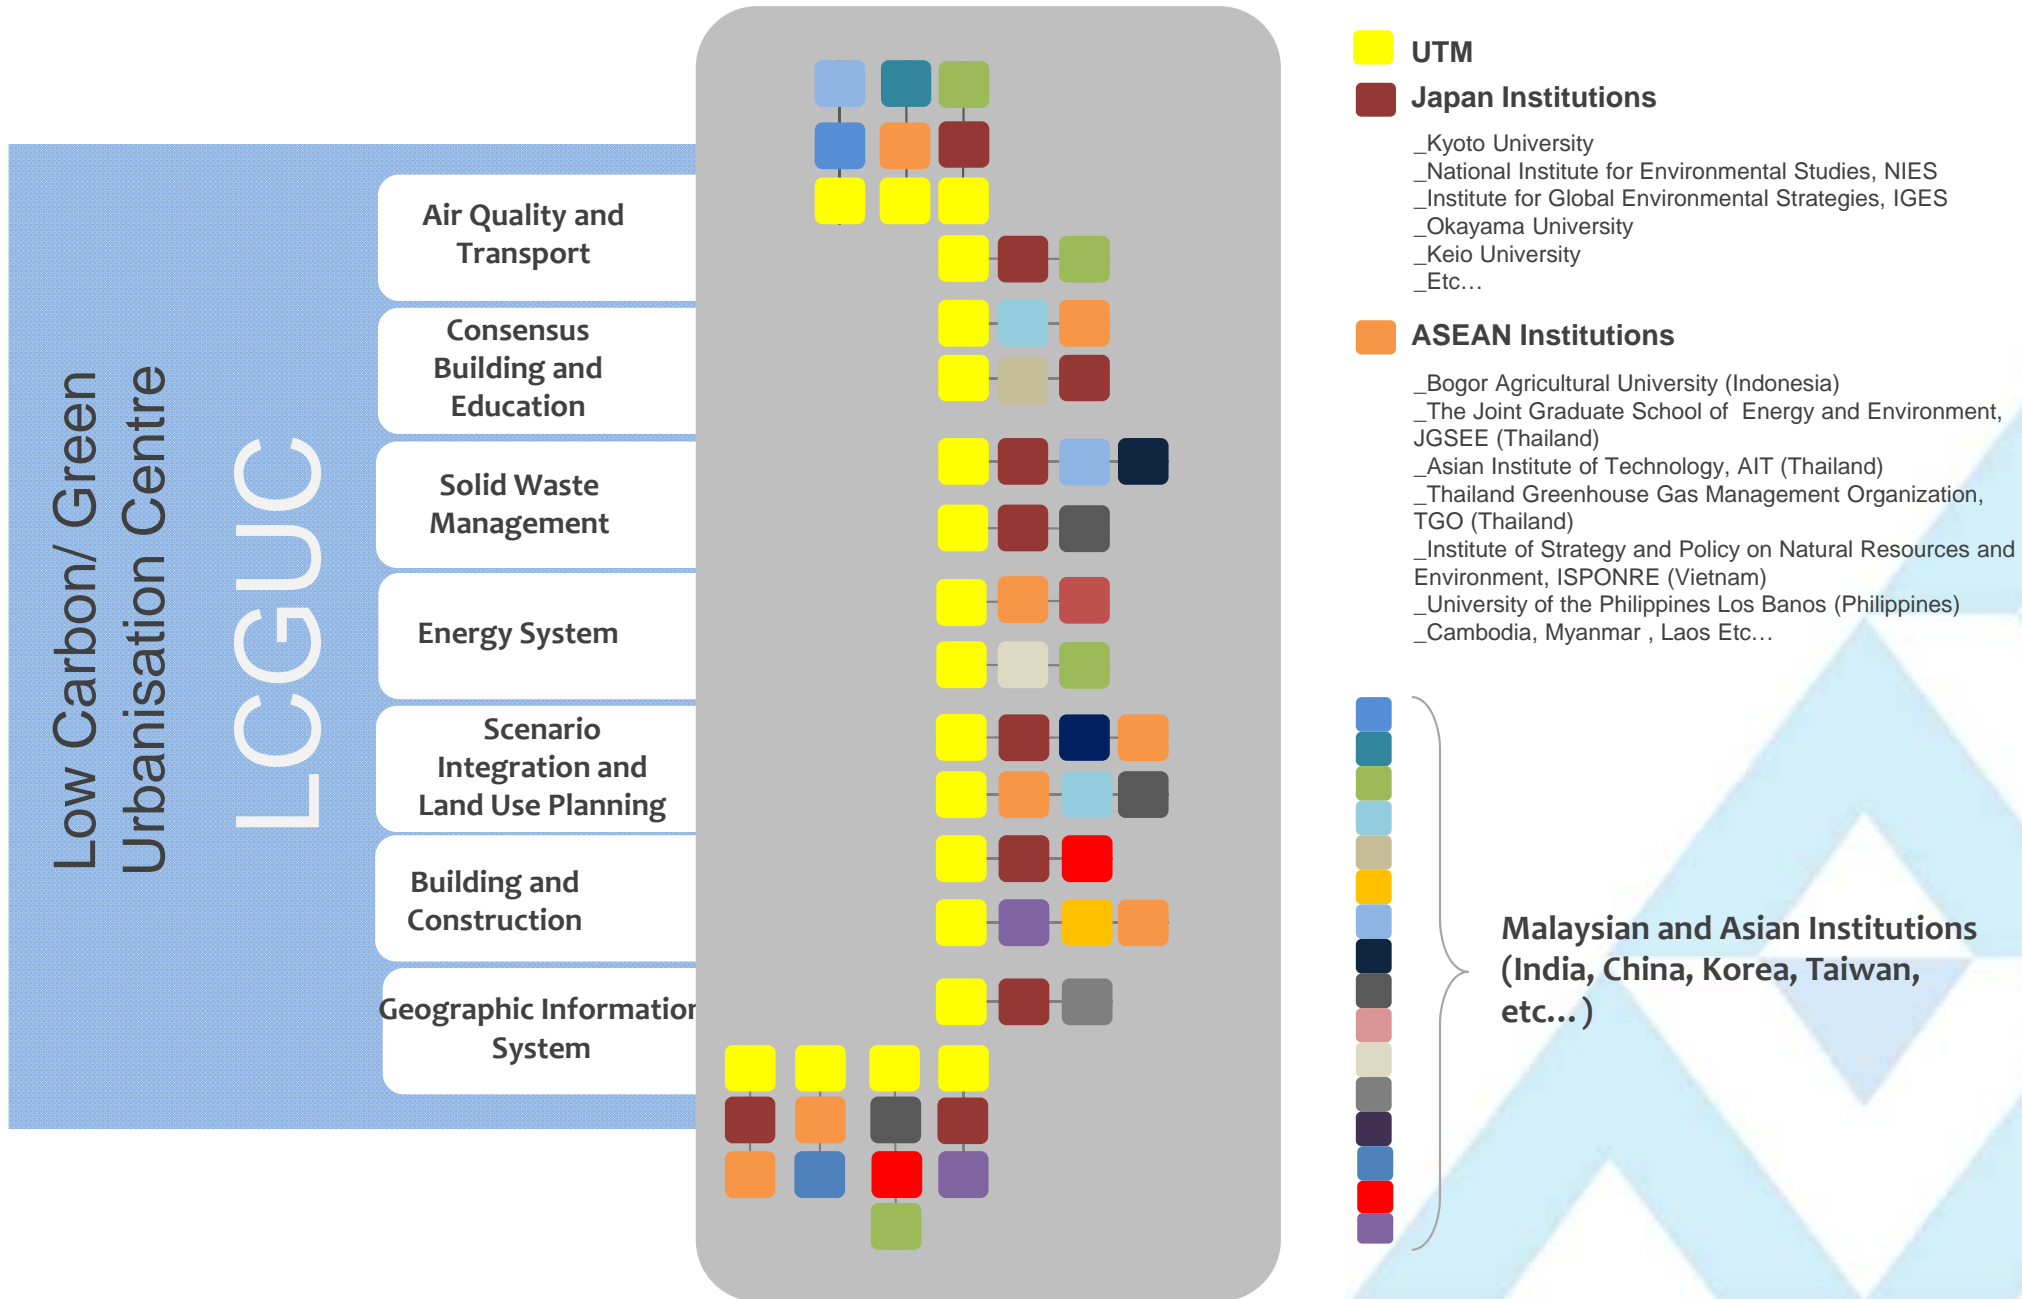 Low Carbon/ Green
Urbanisation Centre
LCGUC
Air Quality and
Transport
Consensus
Building and
Education
Solid Waste
Management
Energy System
Scenario
Integration and
Land Use Planning
Building and
Construction
Geographic Information
System
UTM
Japan Institutions
_Kyoto University
_National Institute for Environmental Studies, NIES
_Institute for Global Environmental Strategies, IGES
_Okayama University
_Keio University
_Etc…
ASEAN Institutions
_Bogor Agricultural University (Indonesia)
_The Joint Graduate School of  Energy and Environment,
JGSEE (Thailand)
_Asian Institute of Technology, AIT (Thailand)
_Thailand Greenhouse Gas Management Organization,
TGO (Thailand)
_Institute of Strategy and Policy on Natural Resources and
Environment, ISPONRE (Vietnam)
_University of the Philippines Los Banos (Philippines)
_Cambodia, Myanmar , Laos Etc…
Malaysian and Asian Institutions
(India, China, Korea, Taiwan,
etc… )